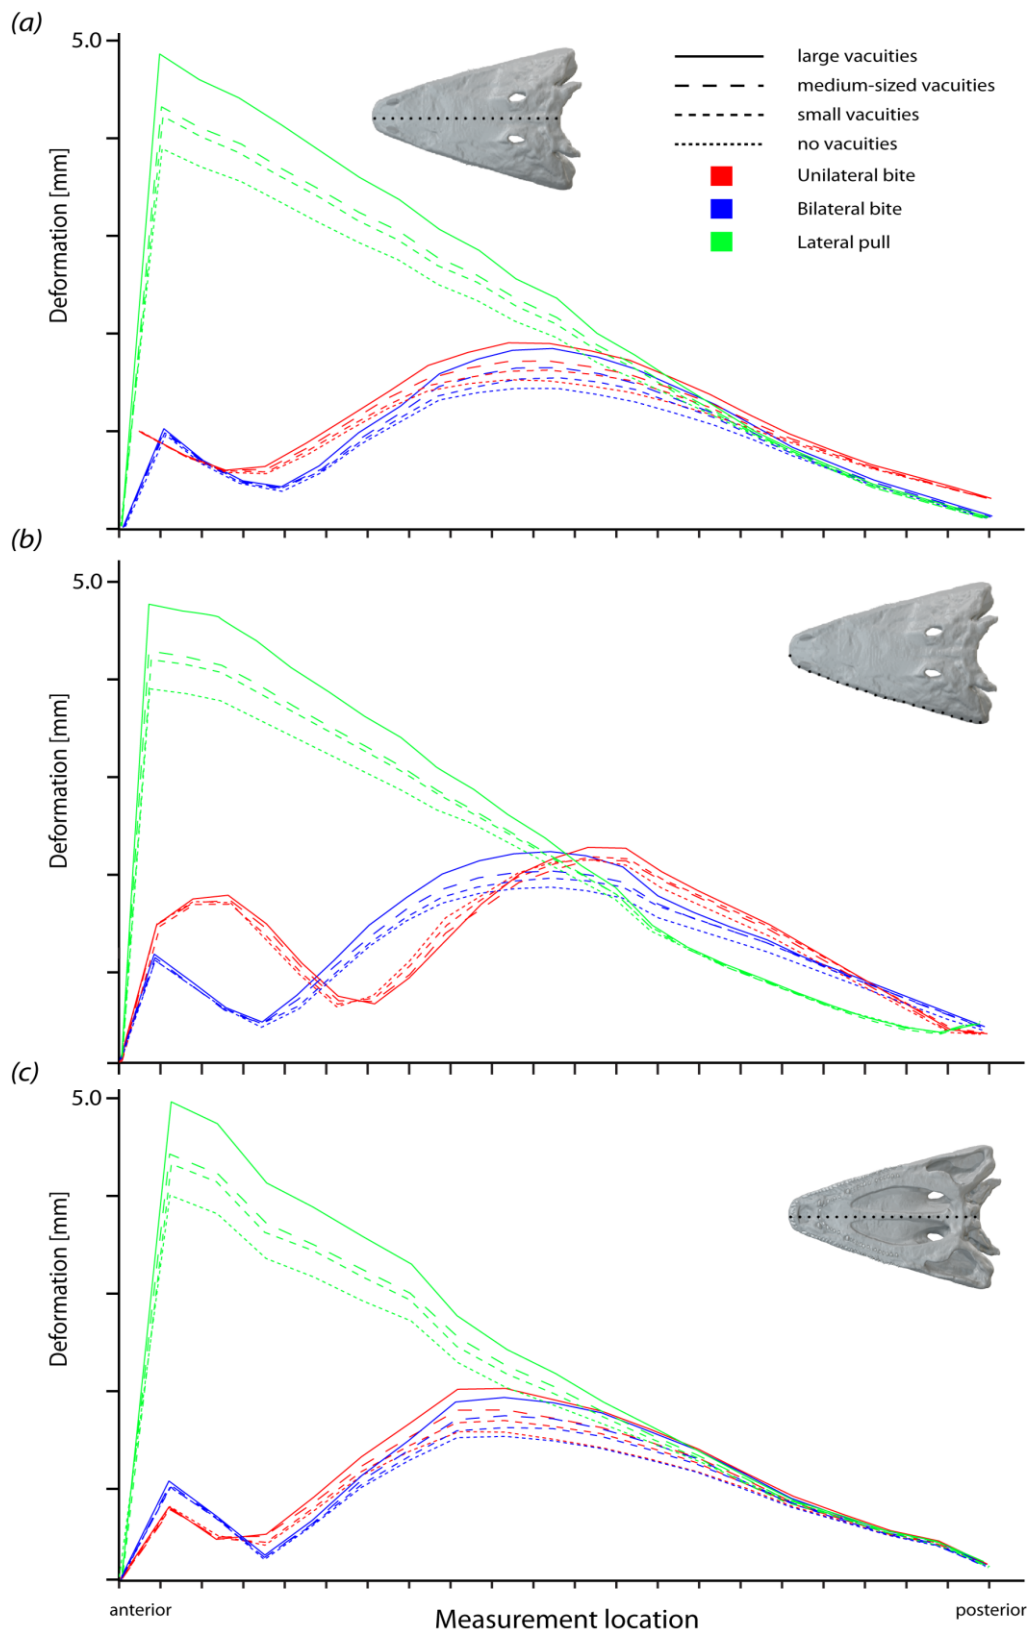 (a)
5.0
large vacuities
medium-sized vacuities
small vacuities
no vacuities
Unilateral bite
Bilateral bite
Lateral pull
Deformation [mm]
(b)
5.0
Deformation [mm]
(c)
5.0
Deformation [mm]
anterior
Measurement location
posterior